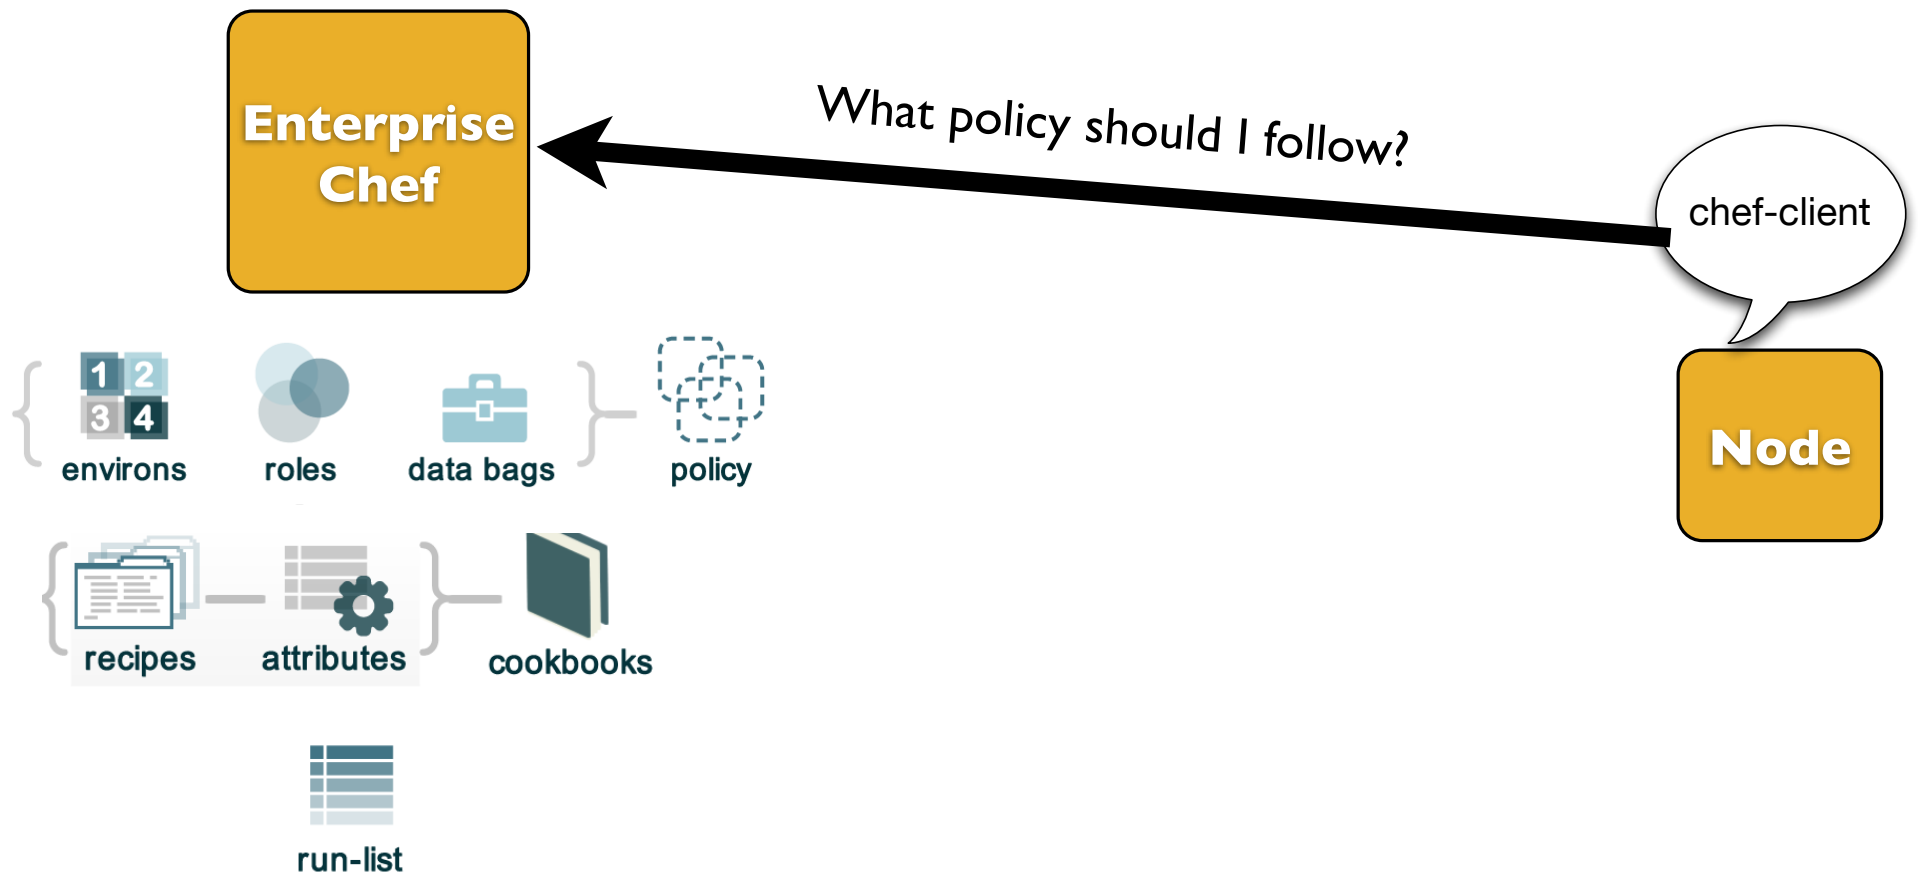 Enterprise
Chef
What policy should I follow?
chef-client
Node
1 2
3 4
environs roles data bags policy
recipes attributes cookbooks
run-list